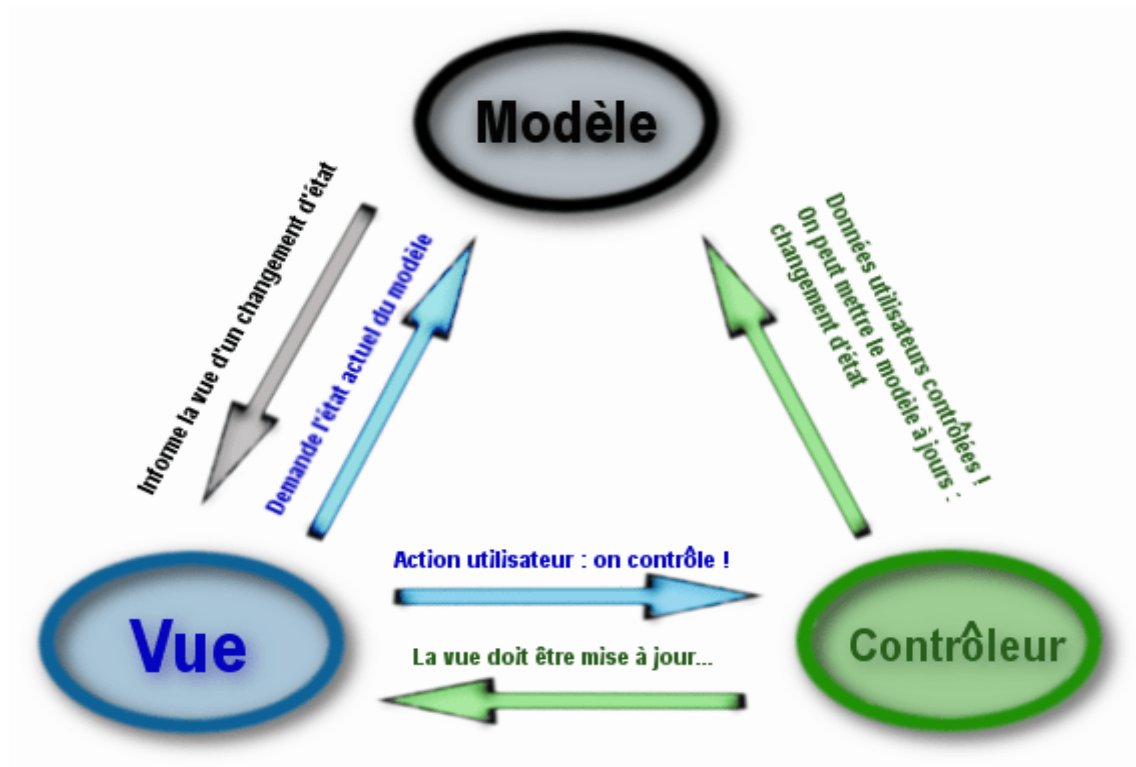 Modèle
Informe la vue d'un changement d'état
Demande l'état actuel du modèle
Données utilisateurs contrôlées !
On peut mettre le modèle à jours :
changement d'état
Action utilisateur : on contrôle !
La vue doit être mise à jour...
Vue
Contrôleur